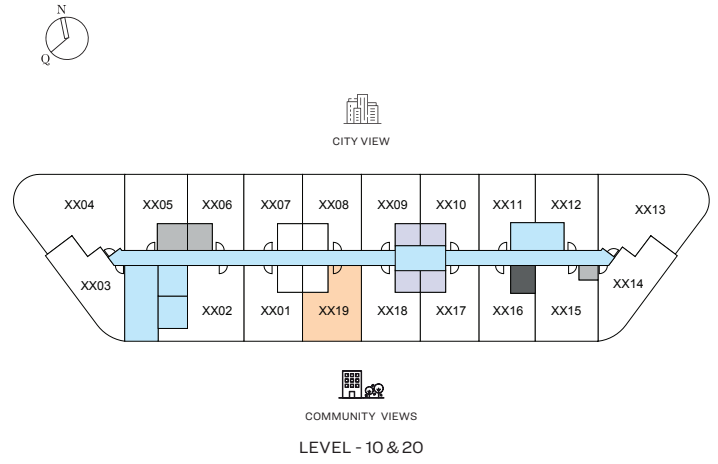 N
Q
CITY VIEW
XX04 XX05 XX06 XX07 XX08 XX09 XX10 XX11 XX12 XX13
XX03 XX14
XX02 XX01 XX19 XX18 XX17 XX16 XX15
COMMUNITY VIEWS
LEVEL - 10 & 20